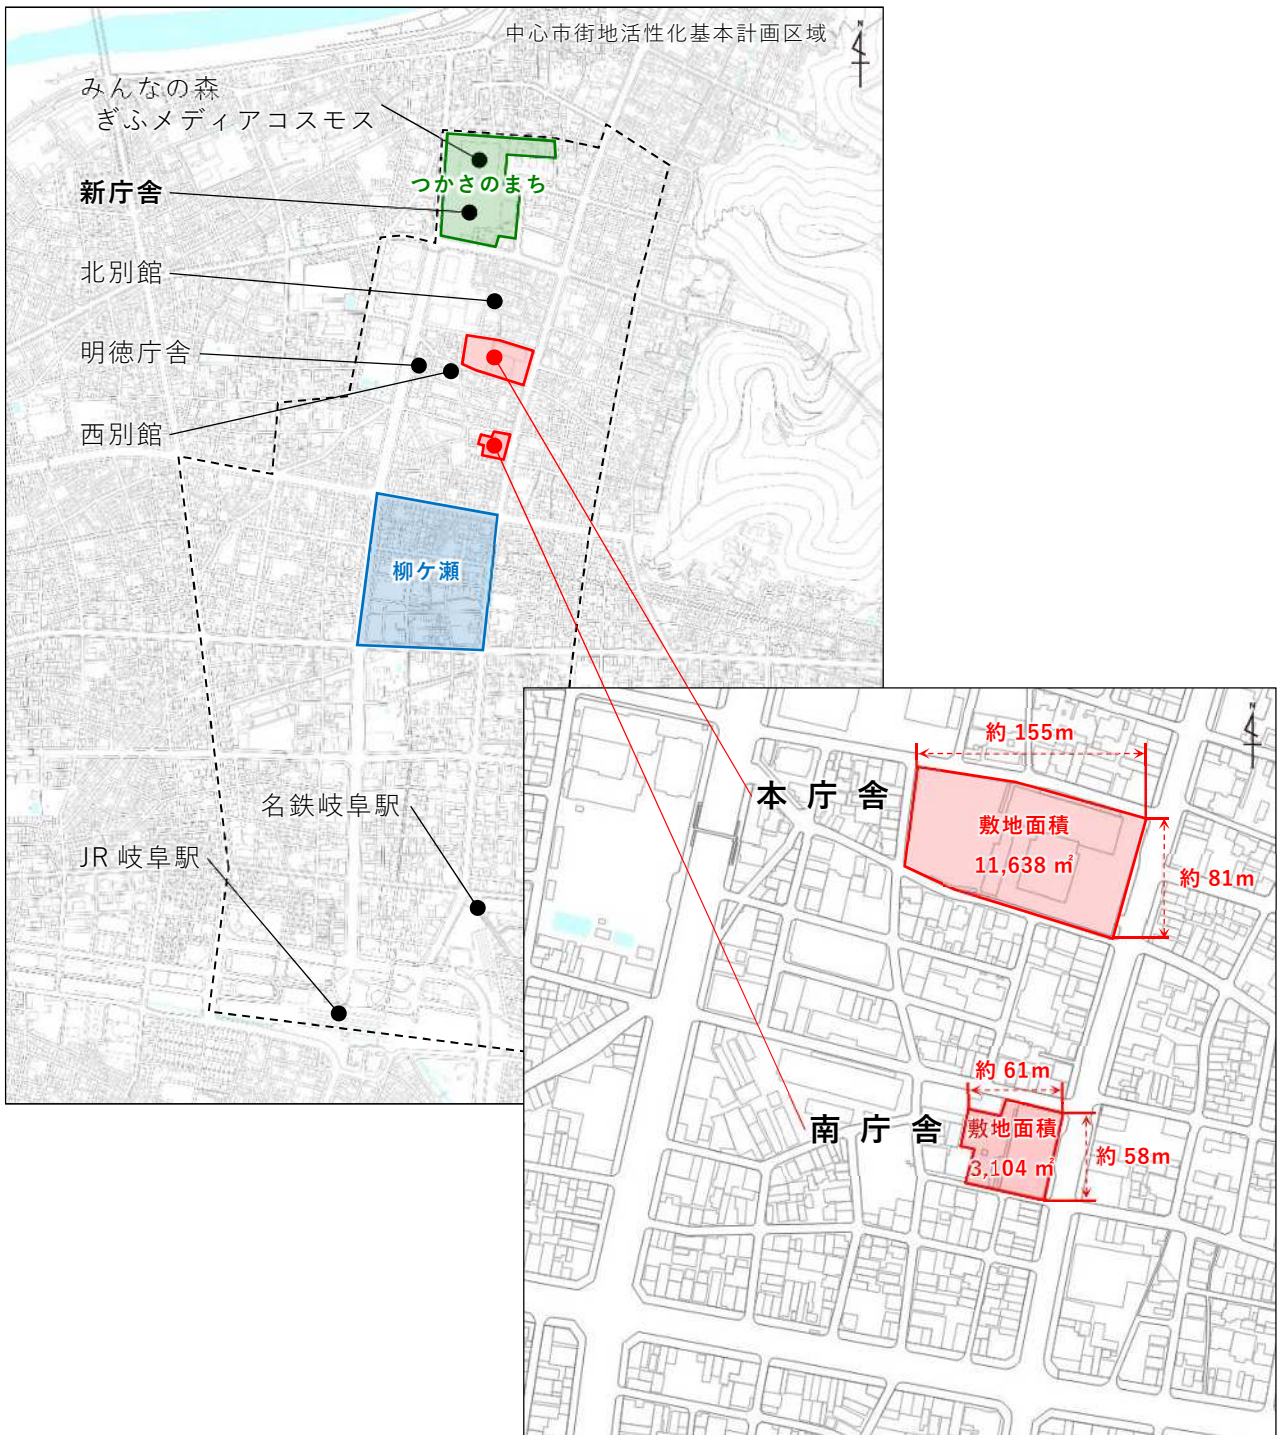 中心市街地活性化基本計画区域
N
みんなの森
ぎふメディアコスモス
新庁舎
つかさのまち
北別館
明徳庁舎
西別館
柳ケ瀬
名鉄岐阜駅
JR 岐阜駅
N
約 155m
本庁舎
敷地面積
11,638 ㎡
約 81m
約 61m
南庁舎
敷地面積
3,104 ㎡
約 58m